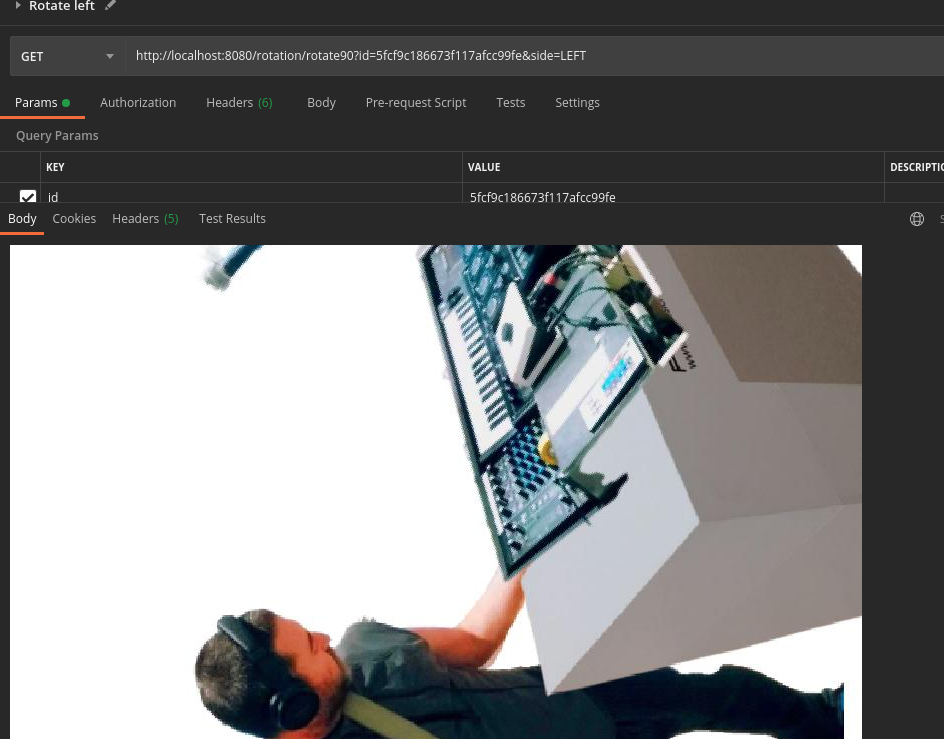 Rotate left
GET http://localhost:8080/rotation/rotate90?id=5fcf9c186673f117afcc99fe&side=LEFT
Params Authorization Headers (6) Body Pre-request Script Tests Settings
Query Params
KEY VALUE DESCRIPTIO
id 5fcf9c186673f117afcc99fe
Body Cookies Headers (5) Test Results